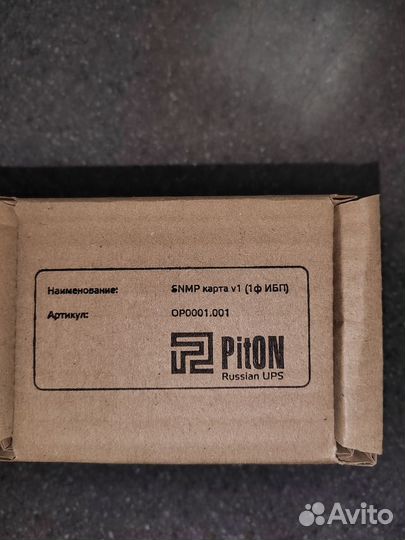 Наименование: SNMP карта v1 (1ф ИБП)
Артикул: OP0001.001
PitON
Russian UPS
Avito